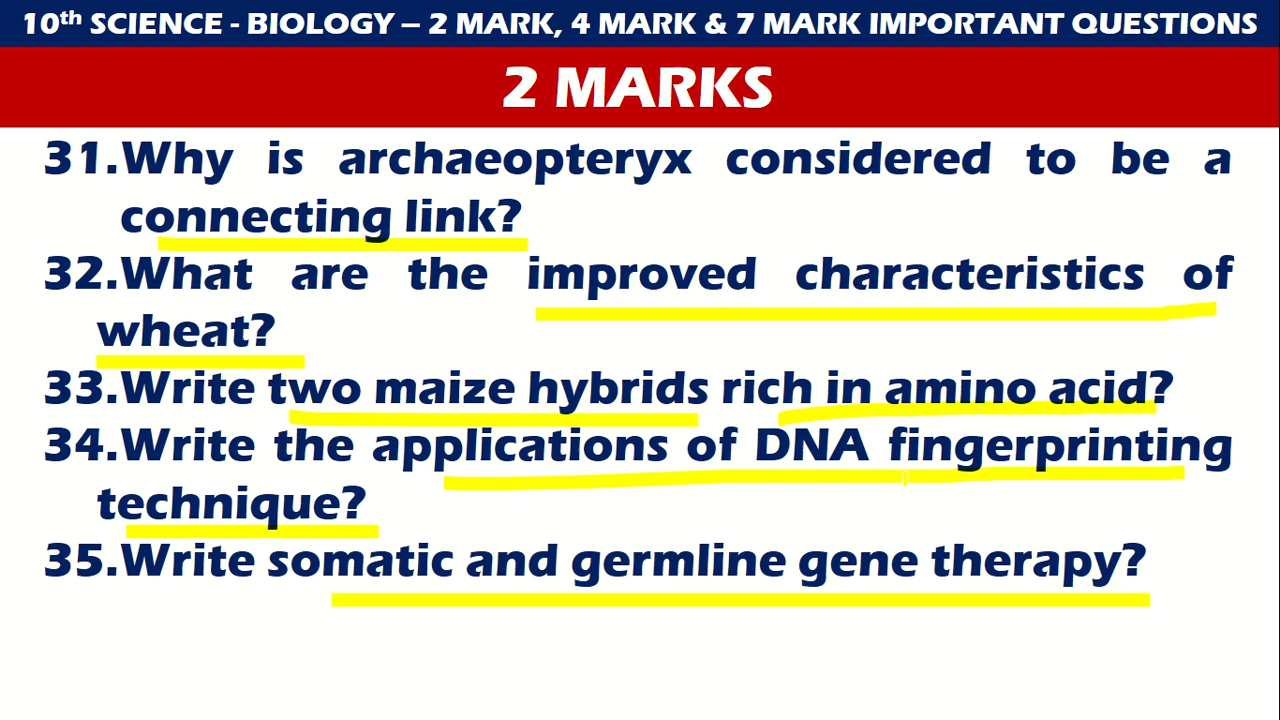 10th SCIENCE - BIOLOGY – 2 MARK, 4 MARK & 7 MARK IMPORTANT QUESTIONS
2 MARKS
31.Why is archaeopteryx considered to be a
connecting link?
32.What are the improved characteristics of
wheat?
33.Write two maize hybrids rich in amino acid?
34.Write the applications of DNA fingerprinting
technique?
35.Write somatic and germline gene therapy?